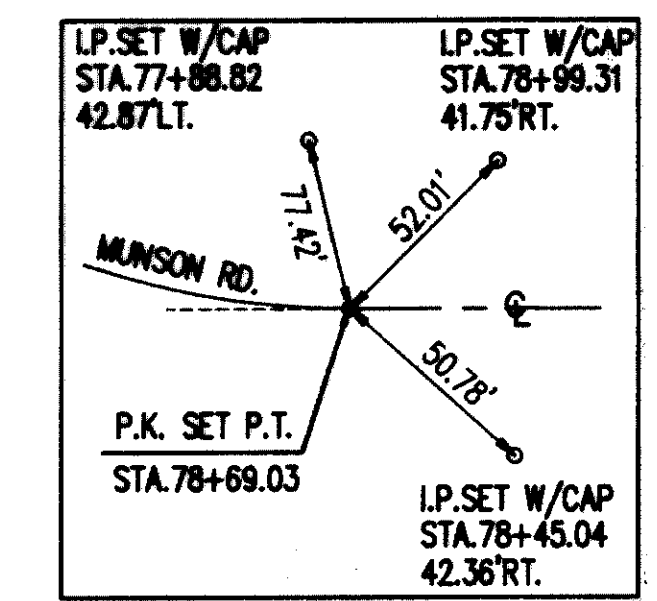 I.P.SET W/CAP
STA.77+88.82
42.87'LT.
I.P.SET W/CAP
STA.78+99.31
41.75'RT.
77.42'
52.01'
MUNSON RD.
℄
50.78'
P.K. SET P.T.
STA.78+69.03
I.P.SET W/CAP
STA.78+45.04
42.36'RT.